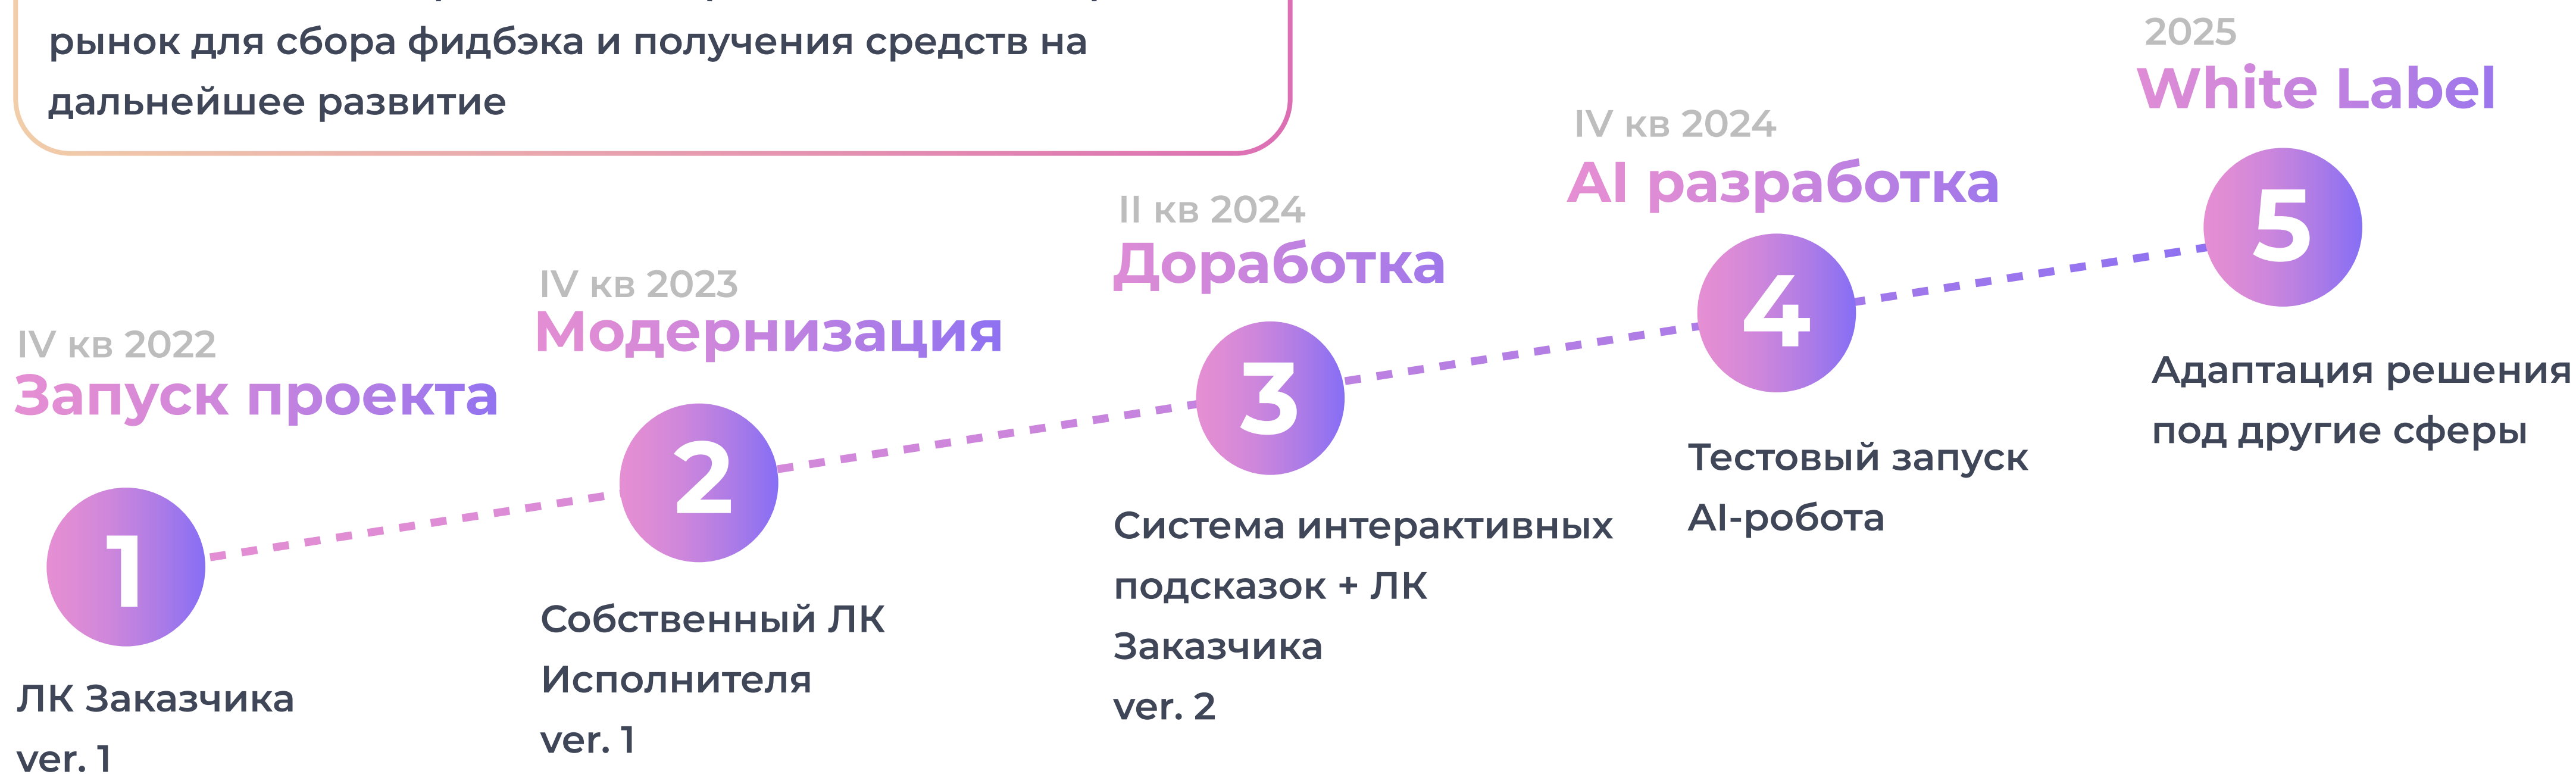 рынок для сбора фидбэка и получения средств на
дальнейшее развитие
IV кв 2022
Запуск проекта
1
ЛК Заказчика
ver. 1
IV кв 2023
Модернизация
2
Собственный ЛК
Исполнителя
ver. 1
II кв 2024
Доработка
3
Система интерактивных
подсказок + ЛК
Заказчика
ver. 2
IV кв 2024
AI разработка
4
Тестовый запуск
AI-робота
2025
White Label
5
Адаптация решения
под другие сферы